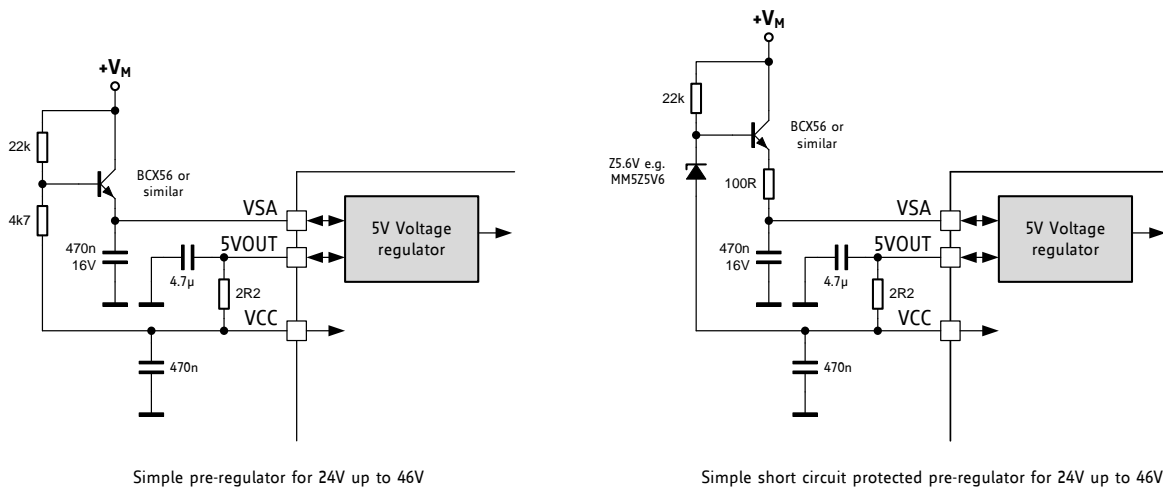 +VM
22k
4k7
BCX56 or
similar
VSA
470n
16V
5VOUT
4.7µ
2R2
VCC
470n
5V Voltage
regulator
Simple pre-regulator for 24V up to 46V
+VM
22k
BCX56 or
similar
Z5.6V e.g.
MM5Z5V6
100R
VSA
470n
16V
5VOUT
4.7µ
2R2
VCC
470n
5V Voltage
regulator
Simple short circuit protected pre-regulator for 24V up to 46V